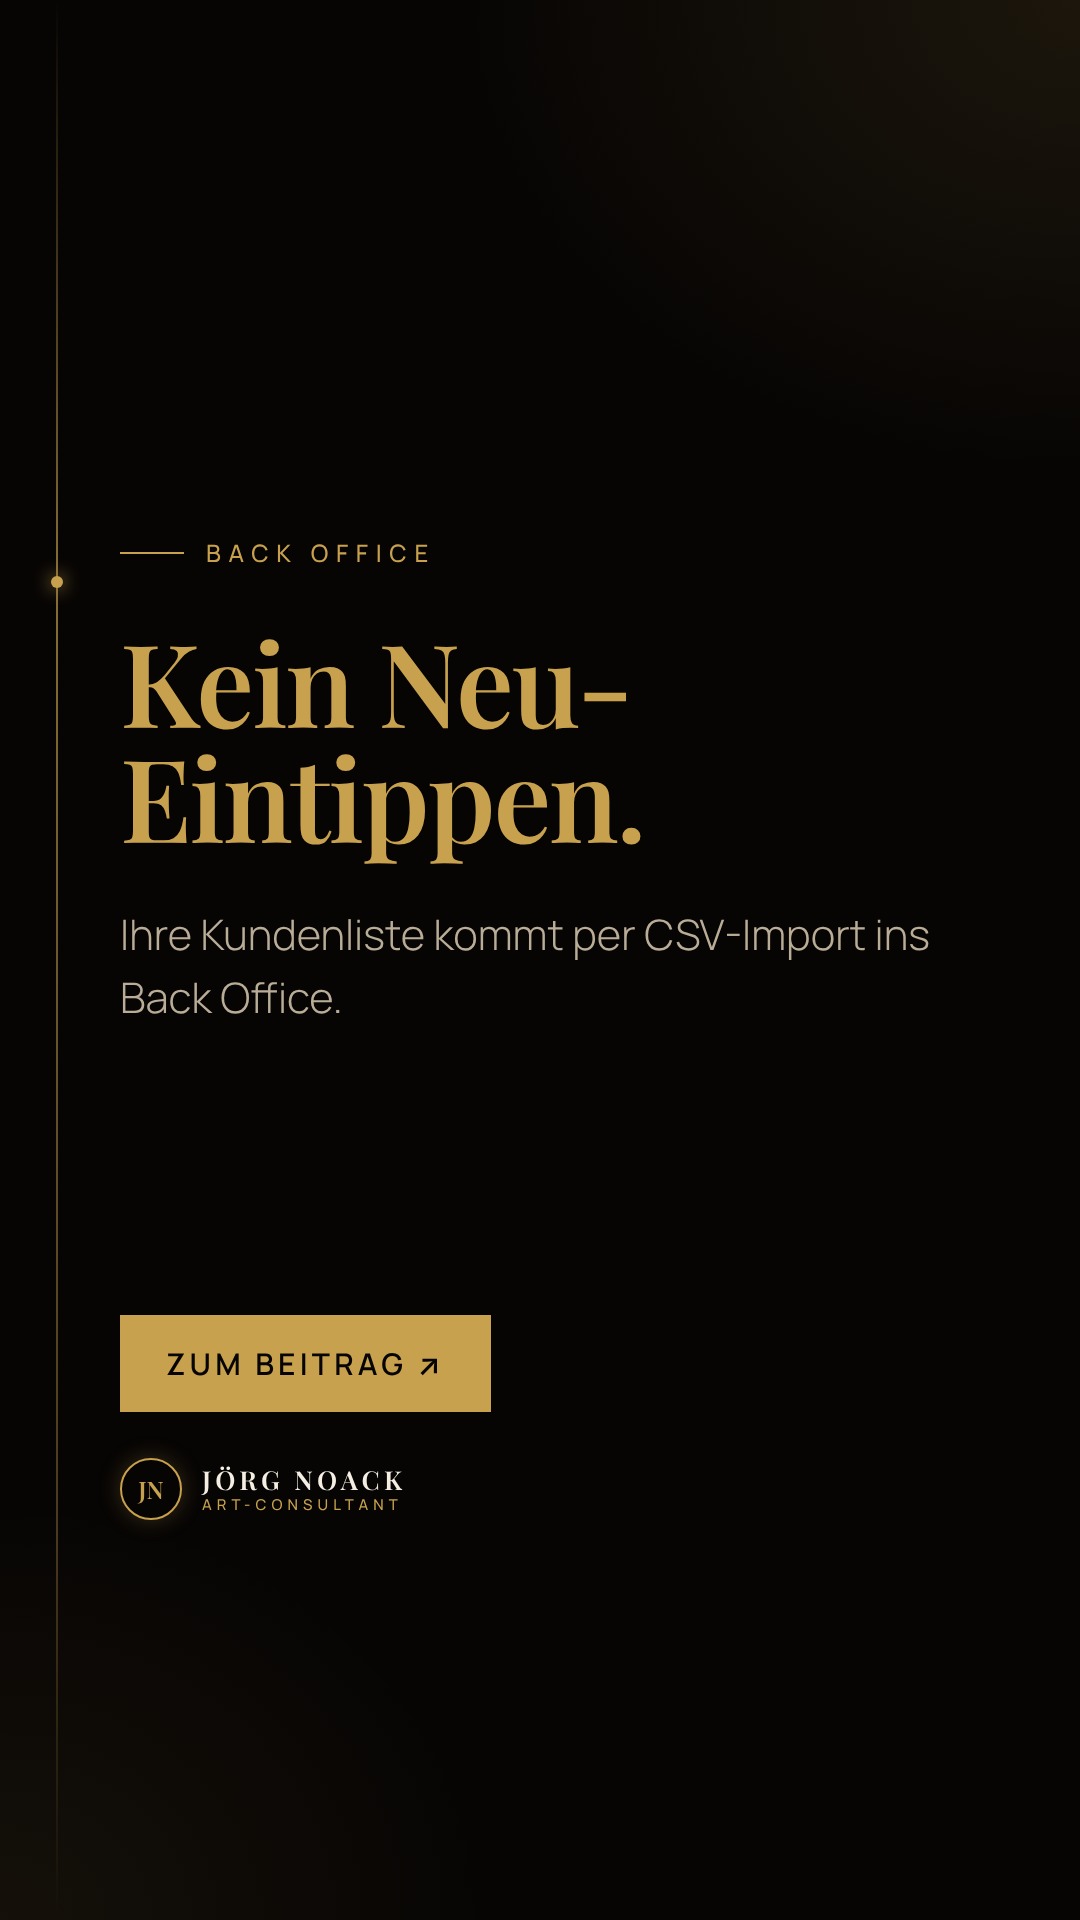 BACK OFFICE
Kein Neu-
Eintippen.
Ihre Kundenliste kommt per CSV-Import ins
Back Office.
ZUM BEITRAG ↗
JN
JÖRG NOACK
ART-CONSULTANT